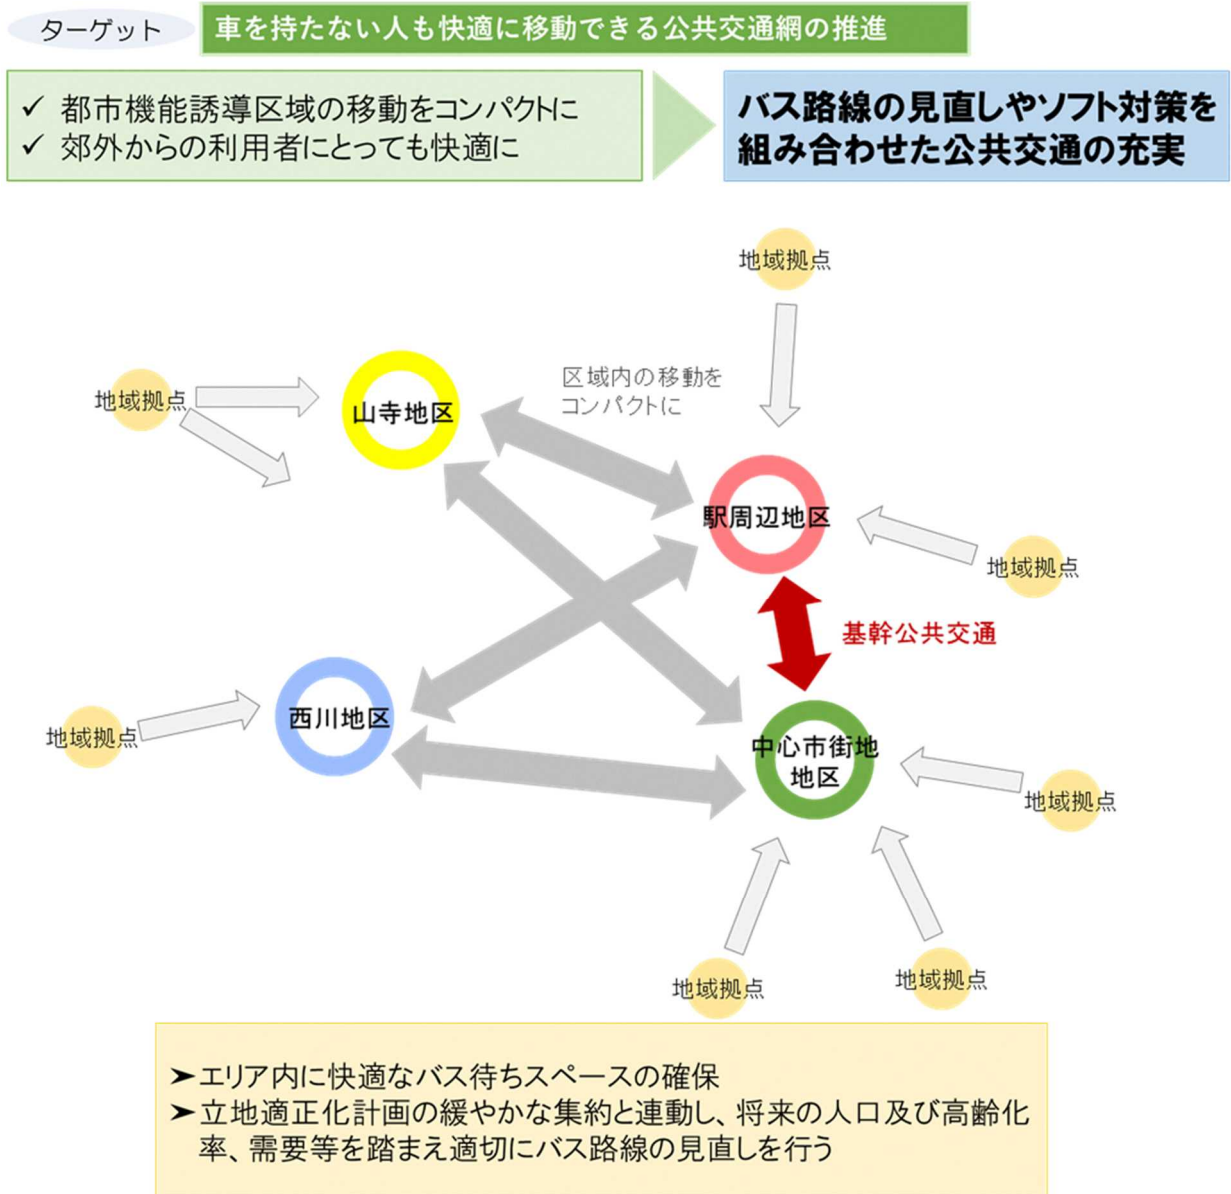 ターゲット
車を持たない人も快適に移動できる公共交通網の推進
✓ 都市機能誘導区域の移動をコンパクトに
✓ 郊外からの利用者にとっても快適に
バス路線の見直しやソフト対策を
組み合わせた公共交通の充実
地域拠点
地域拠点
山寺地区
区域内の移動を
コンパクトに
駅周辺地区
地域拠点
基幹公共交通
西川地区
地域拠点
中心市街地
地区
地域拠点
地域拠点
地域拠点
➤エリア内に快適なバス待ちスペースの確保
➤立地適正化計画の緩やかな集約と連動し、将来の人口及び高齢化
率、需要等を踏まえ適切にバス路線の見直しを行う